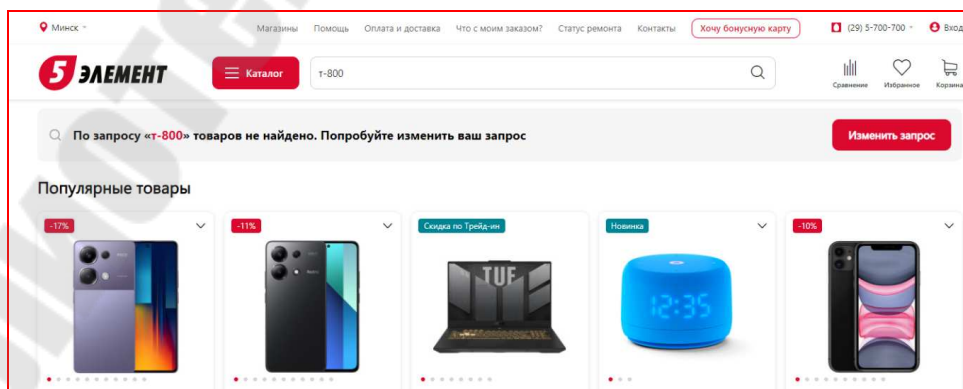 Минск
Магазины Помощь Оплата и доставка Что с моим заказом? Статус ремонта Контакты Хочу бонусную карту (29) 5-700-700 Вход
5 ЭЛЕМЕНТ Каталог т-800 Сравнение Избранное Корзина
По запросу «т-800» товаров не найдено. Попробуйте изменить ваш запрос Изменить запрос
Популярные товары
-17% -11% Скидка по Трейд-ин Новинка -10%
TUF
12:35